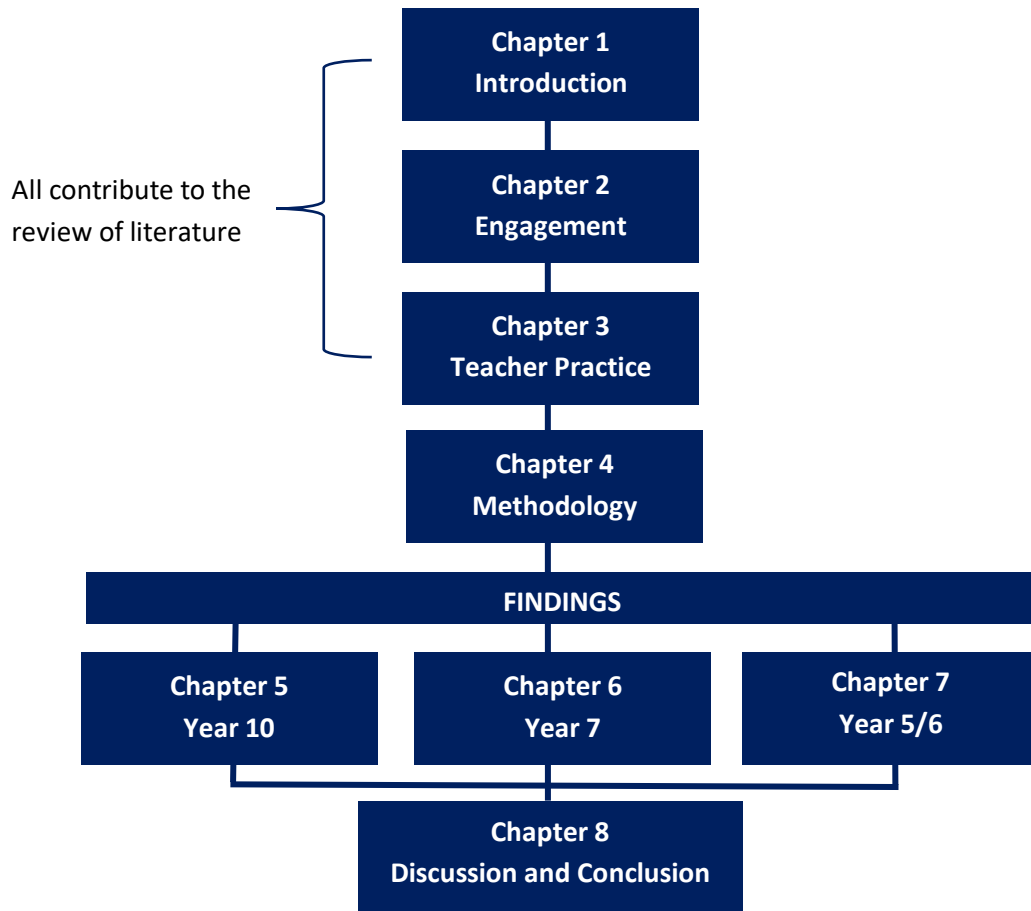 Chapter 1
Introduction
All contribute to the
review of literature
Chapter 2
Engagement
Chapter 3
Teacher Practice
Chapter 4
Methodology
FINDINGS
Chapter 5
Year 10
Chapter 6
Year 7
Chapter 7
Year 5/6
Chapter 8
Discussion and Conclusion